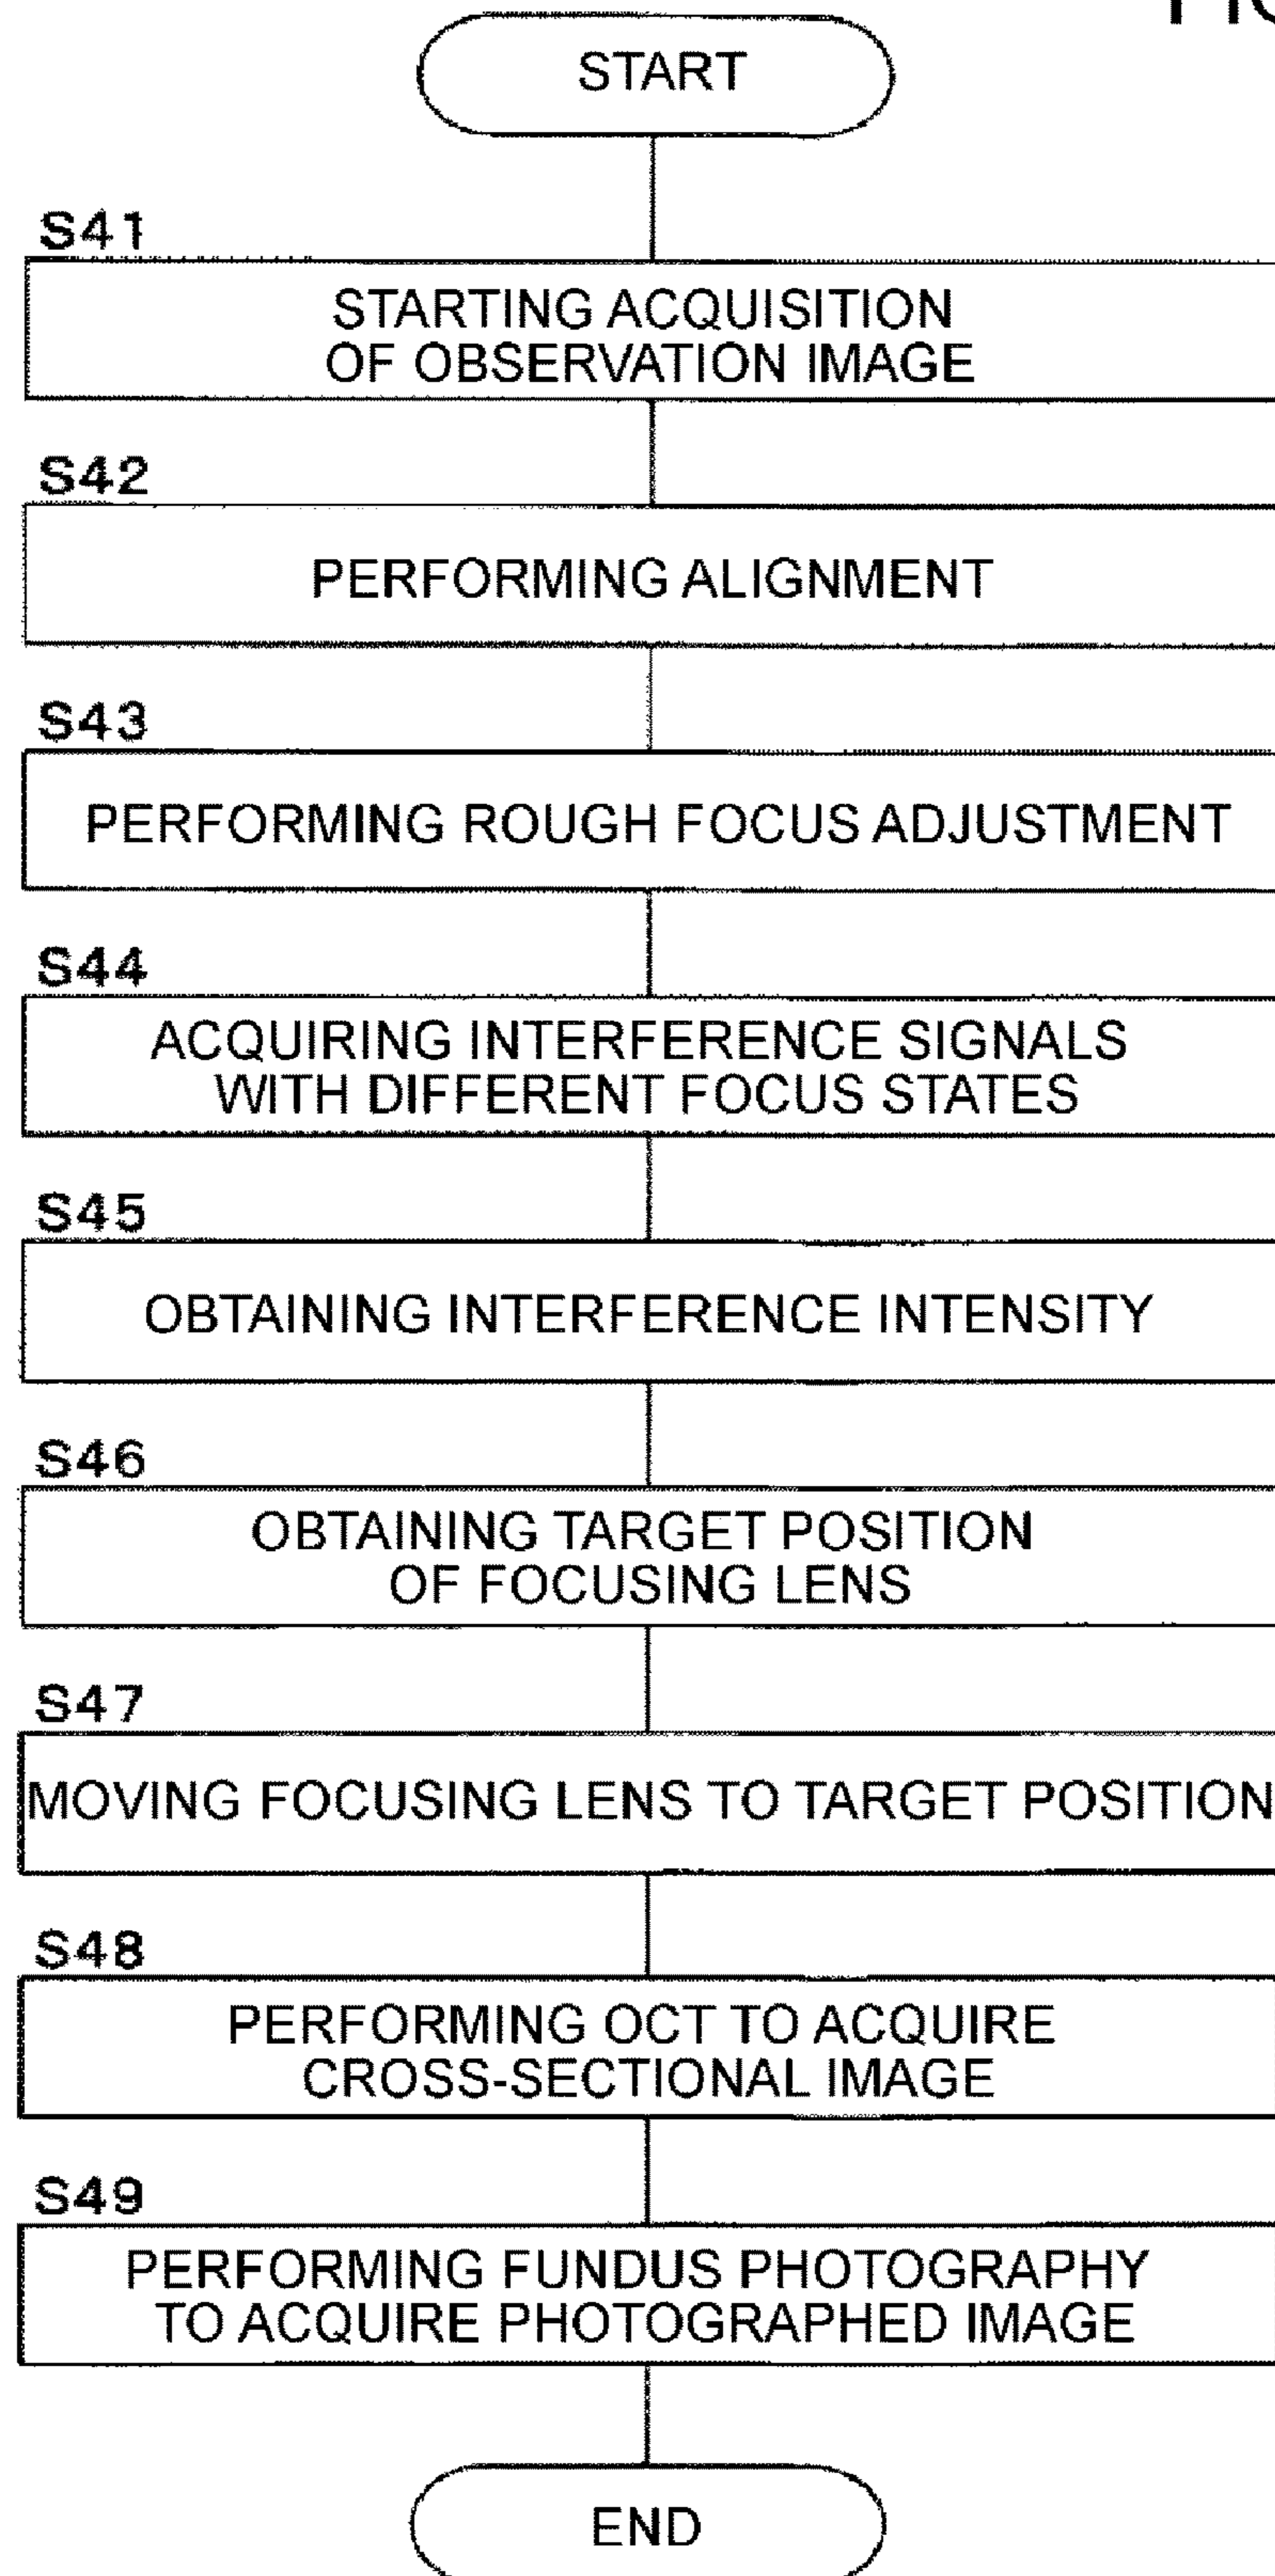 START
S41
STARTING ACQUISITION
OF OBSERVATION IMAGE
S42
PERFORMING ALIGNMENT
S43
PERFORMING ROUGH FOCUS ADJUSTMENT
S44
ACQUIRING INTERFERENCE SIGNALS
WITH DIFFERENT FOCUS STATES
S45
OBTAINING INTERFERENCE INTENSITY
S46
OBTAINING TARGET POSITION
OF FOCUSING LENS
S47
MOVING FOCUSING LENS TO TARGET POSITION
S48
PERFORMING OCT TO ACQUIRE
CROSS-SECTIONAL IMAGE
S49
PERFORMING FUNDUS PHOTOGRAPHY
TO ACQUIRE PHOTOGRAPHED IMAGE
END